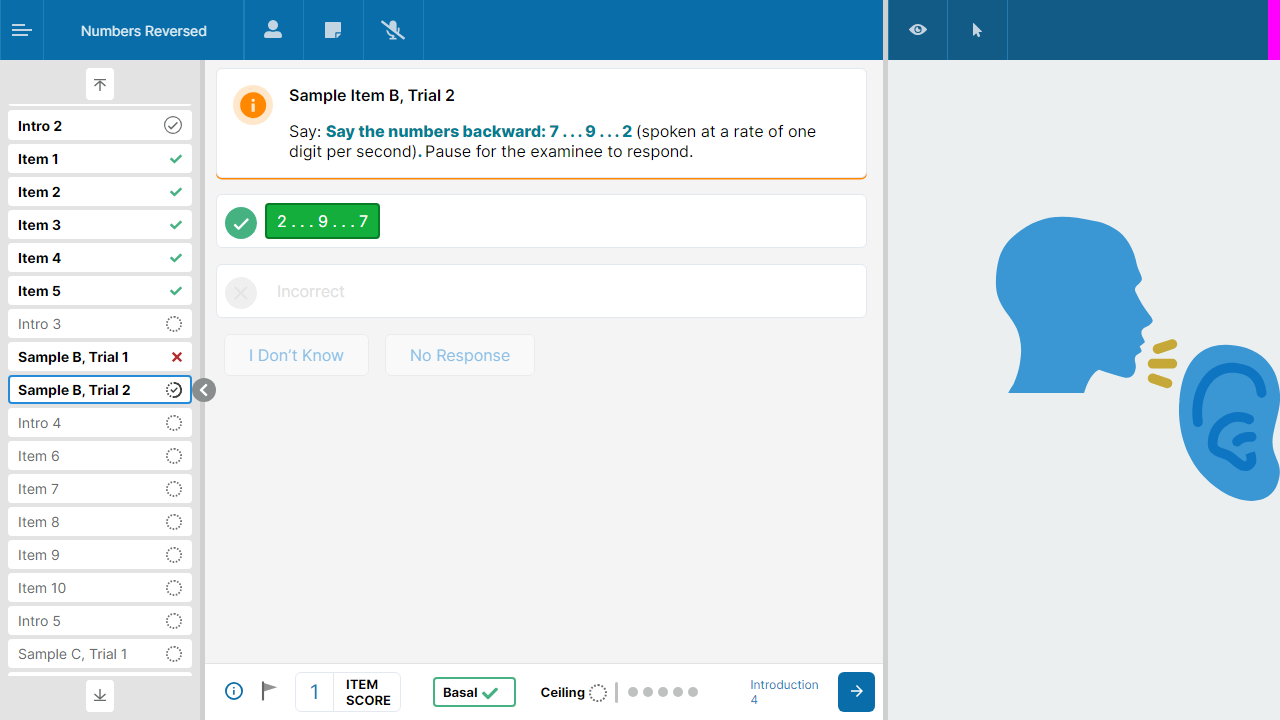 Numbers Reversed
Intro 2
Item 1
Item 2
Item 3
Item 4
Item 5
Intro 3
Sample B, Trial 1
Sample B, Trial 2
Intro 4
Item 6
Item 7
Item 8
Item 9
Item 10
Intro 5
Sample C, Trial 1
Sample Item B, Trial 2
Say: Say the numbers backward: 7 . . . 9 . . . 2 (spoken at a rate of one
digit per second). Pause for the examinee to respond.
2 . . . 9 . . . 7
Incorrect
I Don’t Know
No Response
1
ITEM
SCORE
Basal
Ceiling
Introduction
4